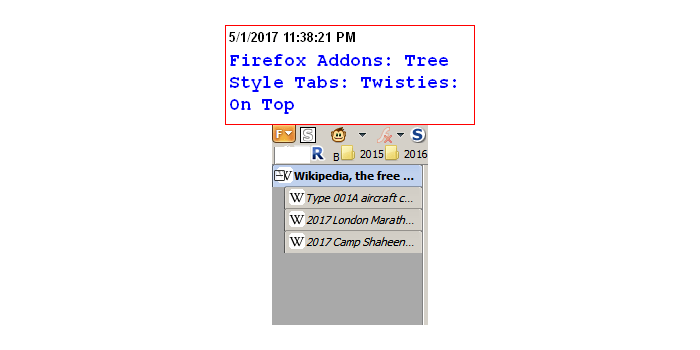 5/1/2017 11:38:21 PM
Firefox Addons: Tree
Style Tabs: Twisties:
On Top
F S S
R B 2015 2016
W Wikipedia, the free ...
W Type 001A aircraft c...
W 2017 London Marath...
W 2017 Camp Shaheen...